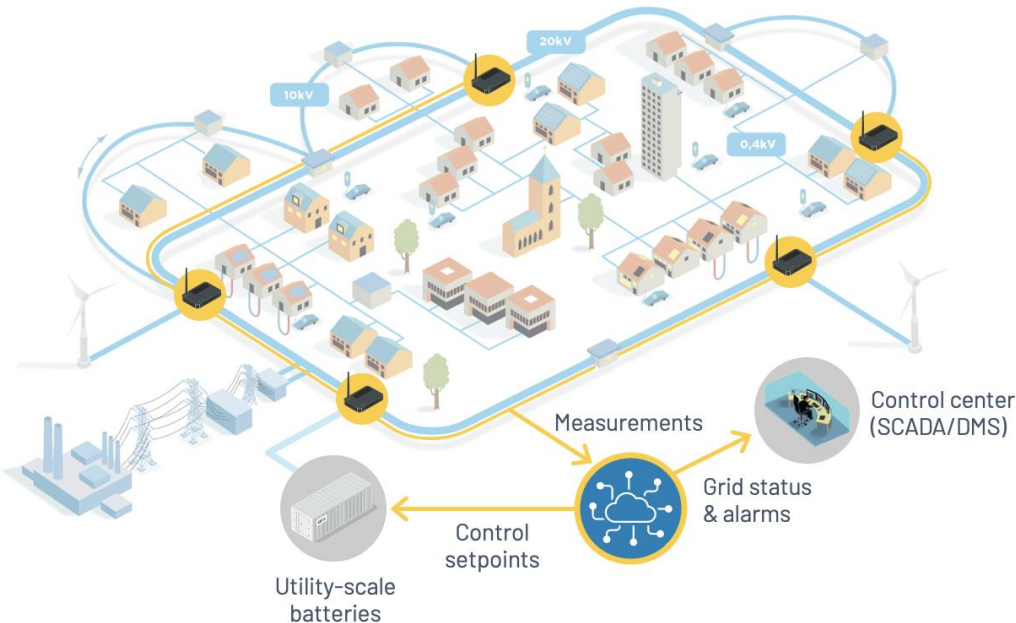 20kV
10kV
0,4kV
Measurements
Control center
(SCADA/DMS)
Grid status
& alarms
Control
setpoints
Utility-scale
batteries